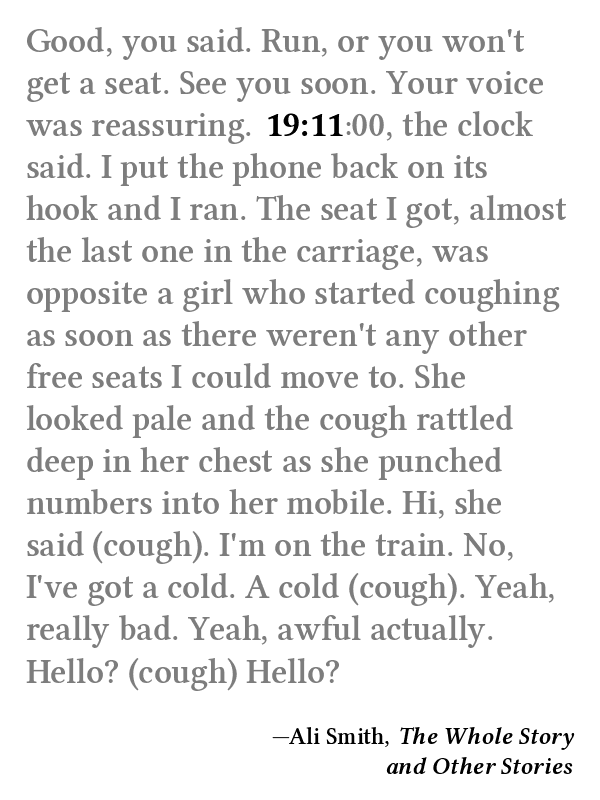 Good, you said. Run, or you won't
get a seat. See you soon. Your voice
was reassuring. 19:11:00, the clock
said. I put the phone back on its
hook and I ran. The seat I got, almost
the last one in the carriage, was
opposite a girl who started coughing
as soon as there weren't any other
free seats I could move to. She
looked pale and the cough rattled
deep in her chest as she punched
numbers into her mobile. Hi, she
said (cough). I'm on the train. No,
I've got a cold. A cold (cough). Yeah,
really bad. Yeah, awful actually.
Hello? (cough) Hello?
—Ali Smith, The Whole Story
and Other Stories